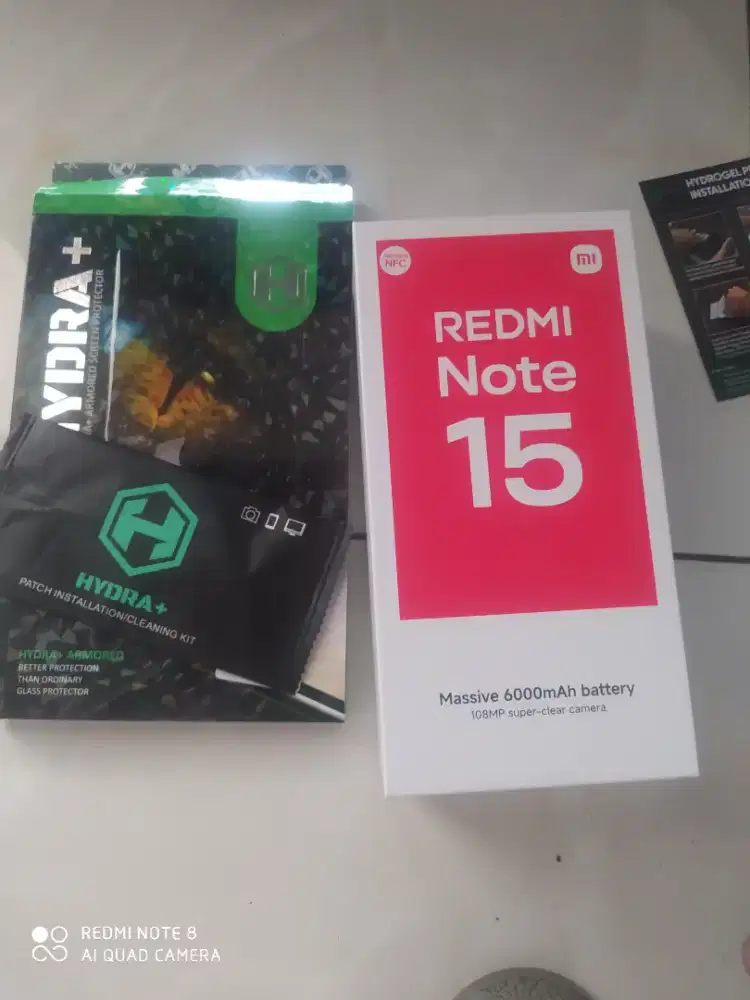 HYDRA+
ARMORED SCREEN PROTECTOR
HYDRA+
PATCH INSTALLATION/CLEANING KIT
HYDRA+ ARMORED
BETTER PROTECTION
THAN ORDINARY
GLASS PROTECTOR
NFC
mi
REDMI
Note
15
Massive 6000mAh battery
108MP super-clear camera
HYDROGEL
INSTALLATIO
REDMI NOTE 8
AI QUAD CAMERA